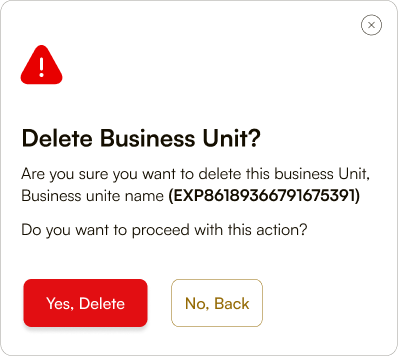 Delete Business Unit?
Are you sure you want to delete this business Unit,
Business unite name (EXP86189366791675391)
Do you want to proceed with this action?
Yes, Delete
No, Back